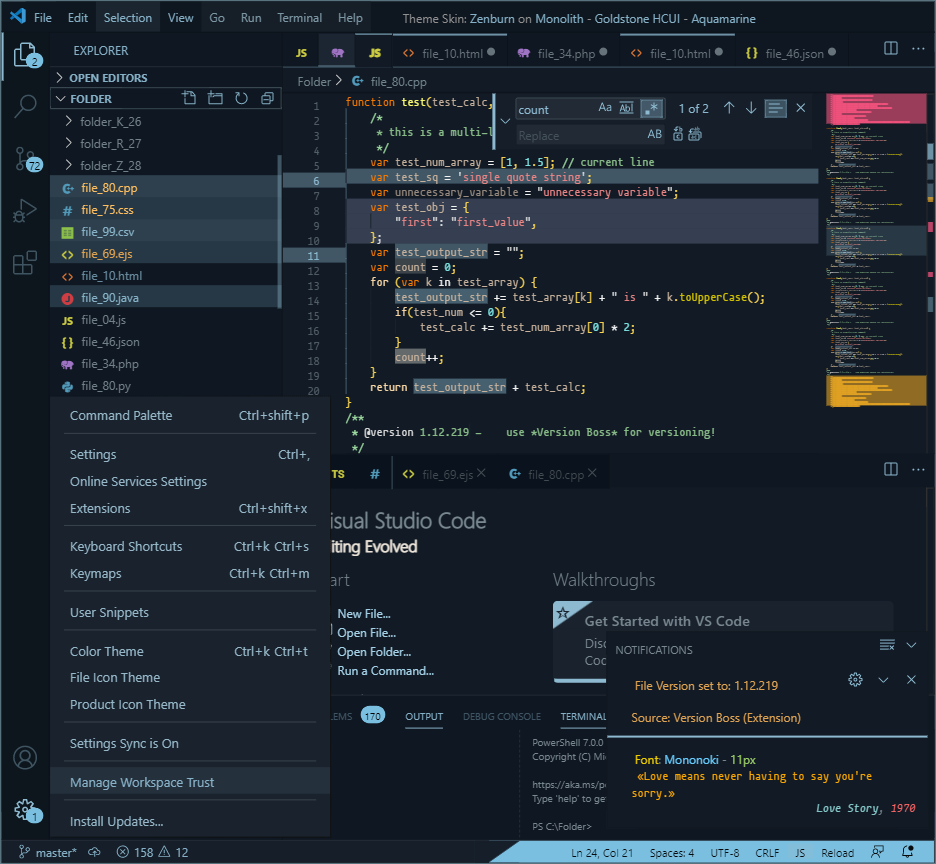 File Edit Selection View Go Run Terminal Help Theme Skin: Zenburn on Monolith - Goldstone HCUI - Aquamarine
EXPLORER
OPEN EDITORS
FOLDER
folder_K_26
folder_R_27
folder_Z_28
file_80.cpp
file_75.css
file_99.csv
file_69.ejs
file_10.html
file_90.java
file_04.js
file_46.json
file_34.php
file_80.py
2
72
1
JS JS file_10.html file_34.php file_10.html file_46.json
Folder > file_80.cpp
count Aa ab .* 1 of 2
Replace AB
1 function test(test_calc,
2 /*
3 * this is a multi-l
4 */
5 var test_num_array = [1, 1.5]; // current line
6 var test_sq = 'single quote string';
7 var unnecessary_variable = "unnecessary variable";
8 var test_obj = {
9 "first": "first_value",
10 };
11 var test_output_str = "";
12 var count = 0;
13 for (var k in test_array) {
14 test_output_str += test_array[k] + " is " + k.toUpperCase();
15 if(test_num <= 0){
16 test_calc += test_num_array[0] * 2;
17 }
18 count++;
19 }
20 return test_output_str + test_calc;
}
/**
* @version 1.12.219 – use *Version Boss* for versioning!
*/
Command Palette Ctrl+shift+p
Settings Ctrl+,
Online Services Settings
Extensions Ctrl+shift+x
Keyboard Shortcuts Ctrl+k Ctrl+s
Keymaps Ctrl+k Ctrl+m
User Snippets
Color Theme Ctrl+k Ctrl+t
File Icon Theme
Product Icon Theme
Settings Sync is On
Manage Workspace Trust
Install Updates...
TS # file_69.ejs file_80.cpp
isual Studio Code
iting Evolved
art
New File...
Open File...
Open Folder...
Run a Command...
Walkthroughs
Get Started with VS Code
Disc
Coc
NOTIFICATIONS
File Version set to: 1.12.219
Source: Version Boss (Extension)
Font: Mononoki - 11px
«Love means never having to say you're
sorry.»
Love Story, 1970
LEMS 170 OUTPUT DEBUG CONSOLE TERMINAL
PowerShell 7.0.0
Copyright (C) Mi
https://aka.ms/p
Type 'help' to ge
PS C:\Folder>
master* 158 12 Ln 24, Col 21 Spaces: 4 UTF-8 CRLF JS Reload